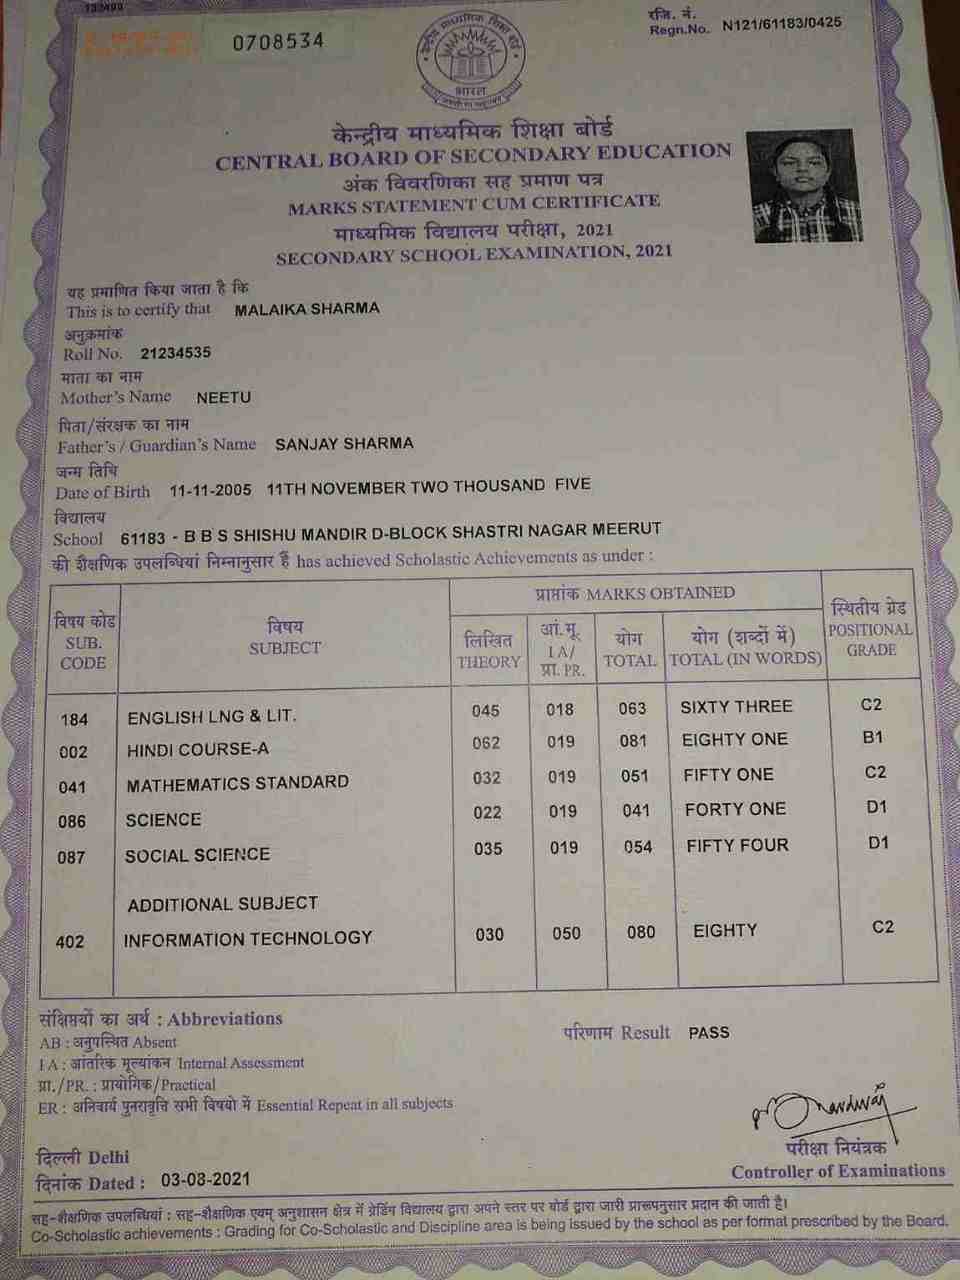 133499
0708534
रजि. नं.
Regn.No. N121/61183/0425
भारत
केन्द्रीय माध्यमिक शिक्षा बोर्ड
CENTRAL BOARD OF SECONDARY EDUCATION
अंक विवरणिका सह प्रमाण पत्र
MARKS STATEMENT CUM CERTIFICATE
माध्यमिक विद्यालय परीक्षा, 2021
SECONDARY SCHOOL EXAMINATION, 2021
यह प्रमाणित किया जाता है कि
This is to certify that MALAIKA SHARMA
अनुक्रमांक
Roll No. 21234535
माता का नाम
Mother's Name NEETU
पिता/संरक्षक का नाम
Father's / Guardian's Name SANJAY SHARMA
जन्म तिथि
Date of Birth 11-11-2005 11TH NOVEMBER TWO THOUSAND FIVE
विद्यालय
School 61183 - B B S SHISHU MANDIR D-BLOCK SHASTRI NAGAR MEERUT
की शैक्षणिक उपलब्धियां निम्नानुसार हैं has achieved Scholastic Achievements as under :
विषय कोड SUB. CODE विषय SUBJECT प्राप्तांक MARKS OBTAINED स्थितीय ग्रेड POSITIONAL GRADE
लिखित THEORY आं.मू. I A/ प्रा. PR. योग TOTAL योग (शब्दों में) TOTAL (IN WORDS)
184 ENGLISH LNG & LIT. 045 018 063 SIXTY THREE C2
002 HINDI COURSE-A 062 019 081 EIGHTY ONE B1
041 MATHEMATICS STANDARD 032 019 051 FIFTY ONE C2
086 SCIENCE 022 019 041 FORTY ONE D1
087 SOCIAL SCIENCE 035 019 054 FIFTY FOUR D1
ADDITIONAL SUBJECT
402 INFORMATION TECHNOLOGY 030 050 080 EIGHTY C2
संक्षिप्तयों का अर्थ : Abbreviations
AB : अनुपस्थित Absent
परिणाम Result PASS
I A : आंतरिक मूल्यांकन Internal Assessment
प्रा./PR. : प्रायोगिक/Practical
ER : अनिवार्य पुनरावृति सभी विषयो में Essential Repeat in all subjects
दिल्ली Delhi
दिनांक Dated : 03-08-2021
परीक्षा नियंत्रक
Controller of Examinations
सह-शैक्षणिक उपलब्धियां : सह-शैक्षणिक एवम् अनुशासन क्षेत्र में ग्रेडिंग विद्यालय द्वारा अपने स्तर पर बोर्ड द्वारा जारी प्रारूपनुसार प्रदान की जाती है।
Co-Scholastic achievements : Grading for Co-Scholastic and Discipline area is being issued by the school as per format prescribed by the Board.